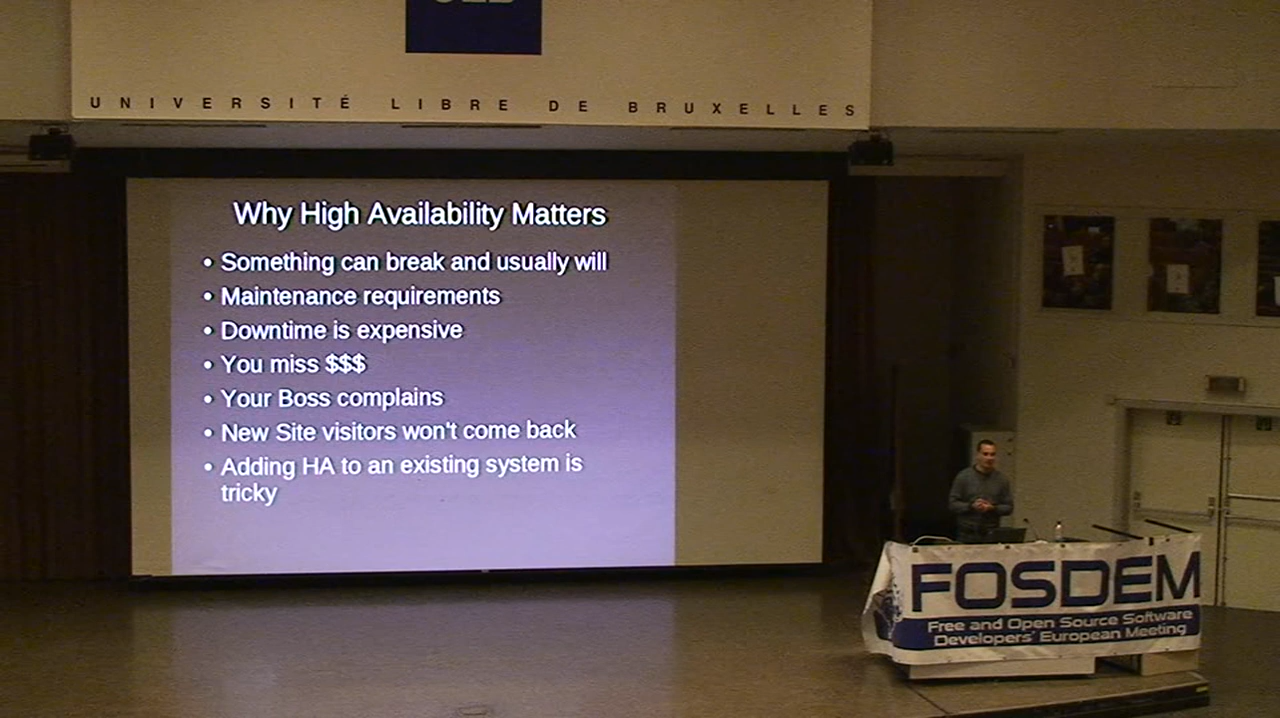 UNIVERSITÉ LIBRE DE BRUXELLES
Why High Availability Matters
• Something can break and usually will
• Maintenance requirements
• Downtime is expensive
• You miss $$$
• Your Boss complains
• New Site visitors won't come back
• Adding HA to an existing system is
tricky
FOSDEM
Free and Open Source Software
Developers' European Meeting